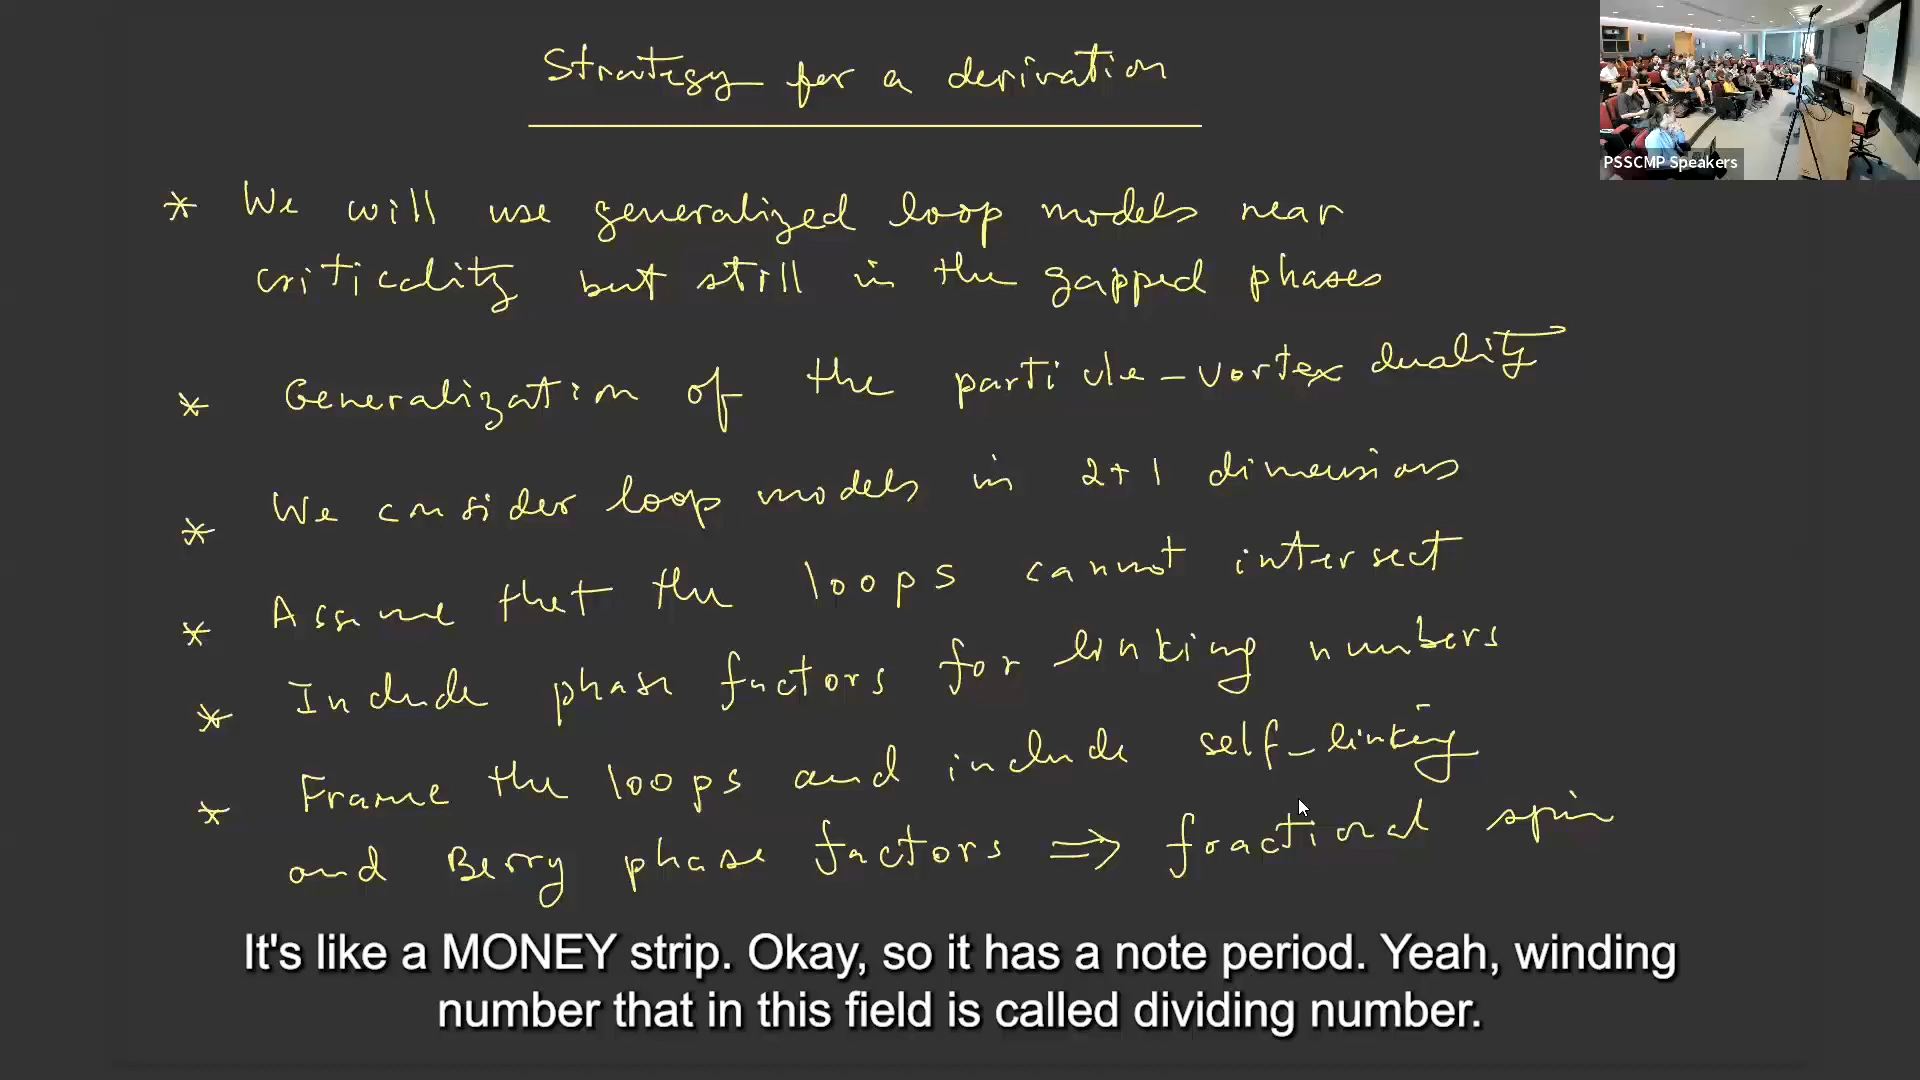 Strategy for a derivation
PSSCMP Speakers
* We will use generalized loop models near
criticality but still in the gapped phases
* Generalization of the particle-vortex duality
* We consider loop models in 2+1 dimensions
* Assume that the loops cannot intersect
* Include phase factors for linking numbers
* Frame the loops and include self-linking
and Berry phase factors ⇒ fractional spin
It's like a MONEY strip. Okay, so it has a note period. Yeah, winding
number that in this field is called dividing number.